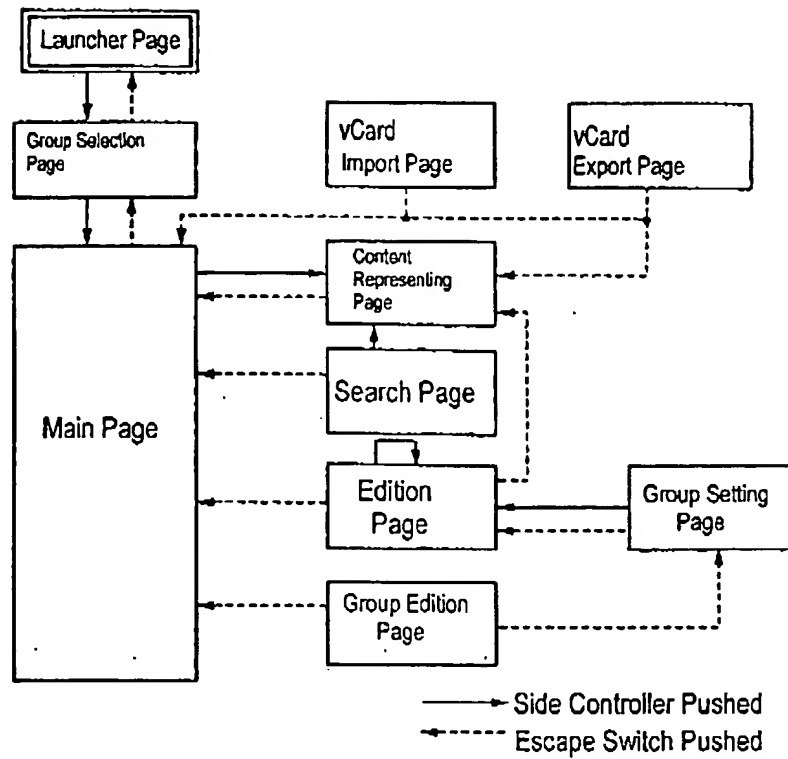 Launcher Page
Group Selection
Page
vCard
Import Page
vCard
Export Page
Content
Representing
Page
Search Page
Main Page
Edition
Page
Group Setting
Page
Group Edition
Page
Side Controller Pushed
Escape Switch Pushed